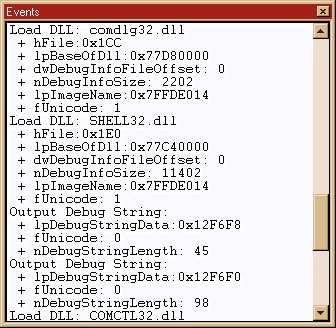 Events
Load DLL: comdlg32.dll
+ hFile:0x1CC
+ lpBaseOfDll:0x77D80000
+ dwDebugInfoFileOffset: 0
+ nDebugInfoSize: 2202
+ lpImageName:0x7FFDE014
+ fUnicode: 1
Load DLL: SHELL32.dll
+ hFile:0x1E0
+ lpBaseOfDll:0x77C40000
+ dwDebugInfoFileOffset: 0
+ nDebugInfoSize: 11402
+ lpImageName:0x7FFDE014
+ fUnicode: 1
Output Debug String:
+ lpDebugStringData:0x12F6F8
+ fUnicode: 0
+ nDebugStringLength: 45
Output Debug String:
+ lpDebugStringData:0x12F6F0
+ fUnicode: 0
+ nDebugStringLength: 98
Load DLL: COMCTL32.dll